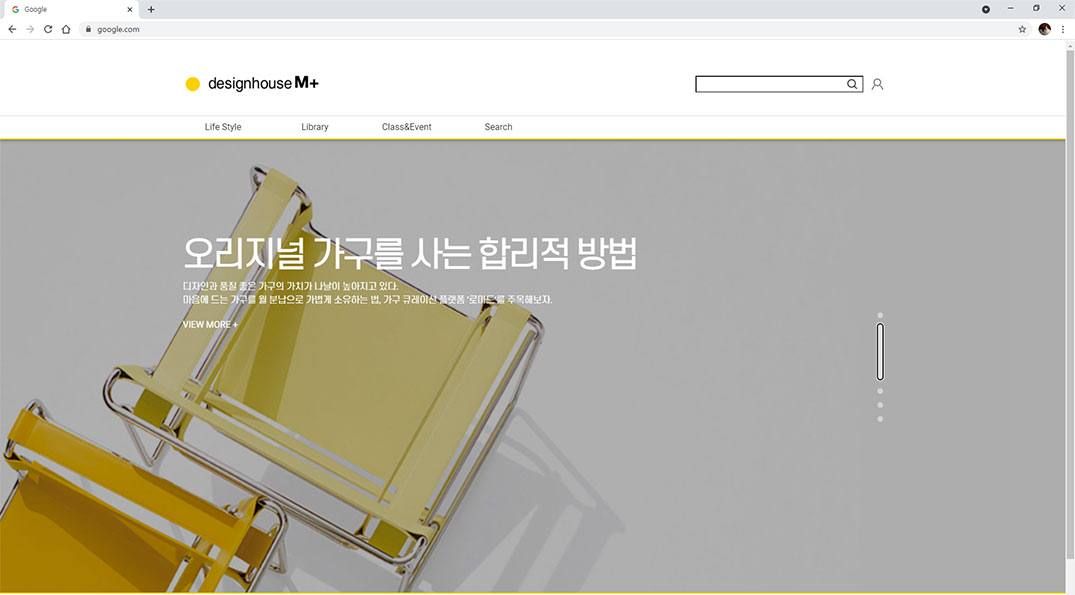 Google
google.com
designhouse M+
Life Style
Library
Class&Event
Search
오리지널 가구를 사는 합리적 방법
디자인과 품질 좋은 가구의 가치가 나날이 높아지고 있다.
마음에 드는 가구를 월 분납으로 가볍게 소유하는 법, 가구 큐레이션 플랫폼 '로마드'를 주목해보자.
VIEW MORE +